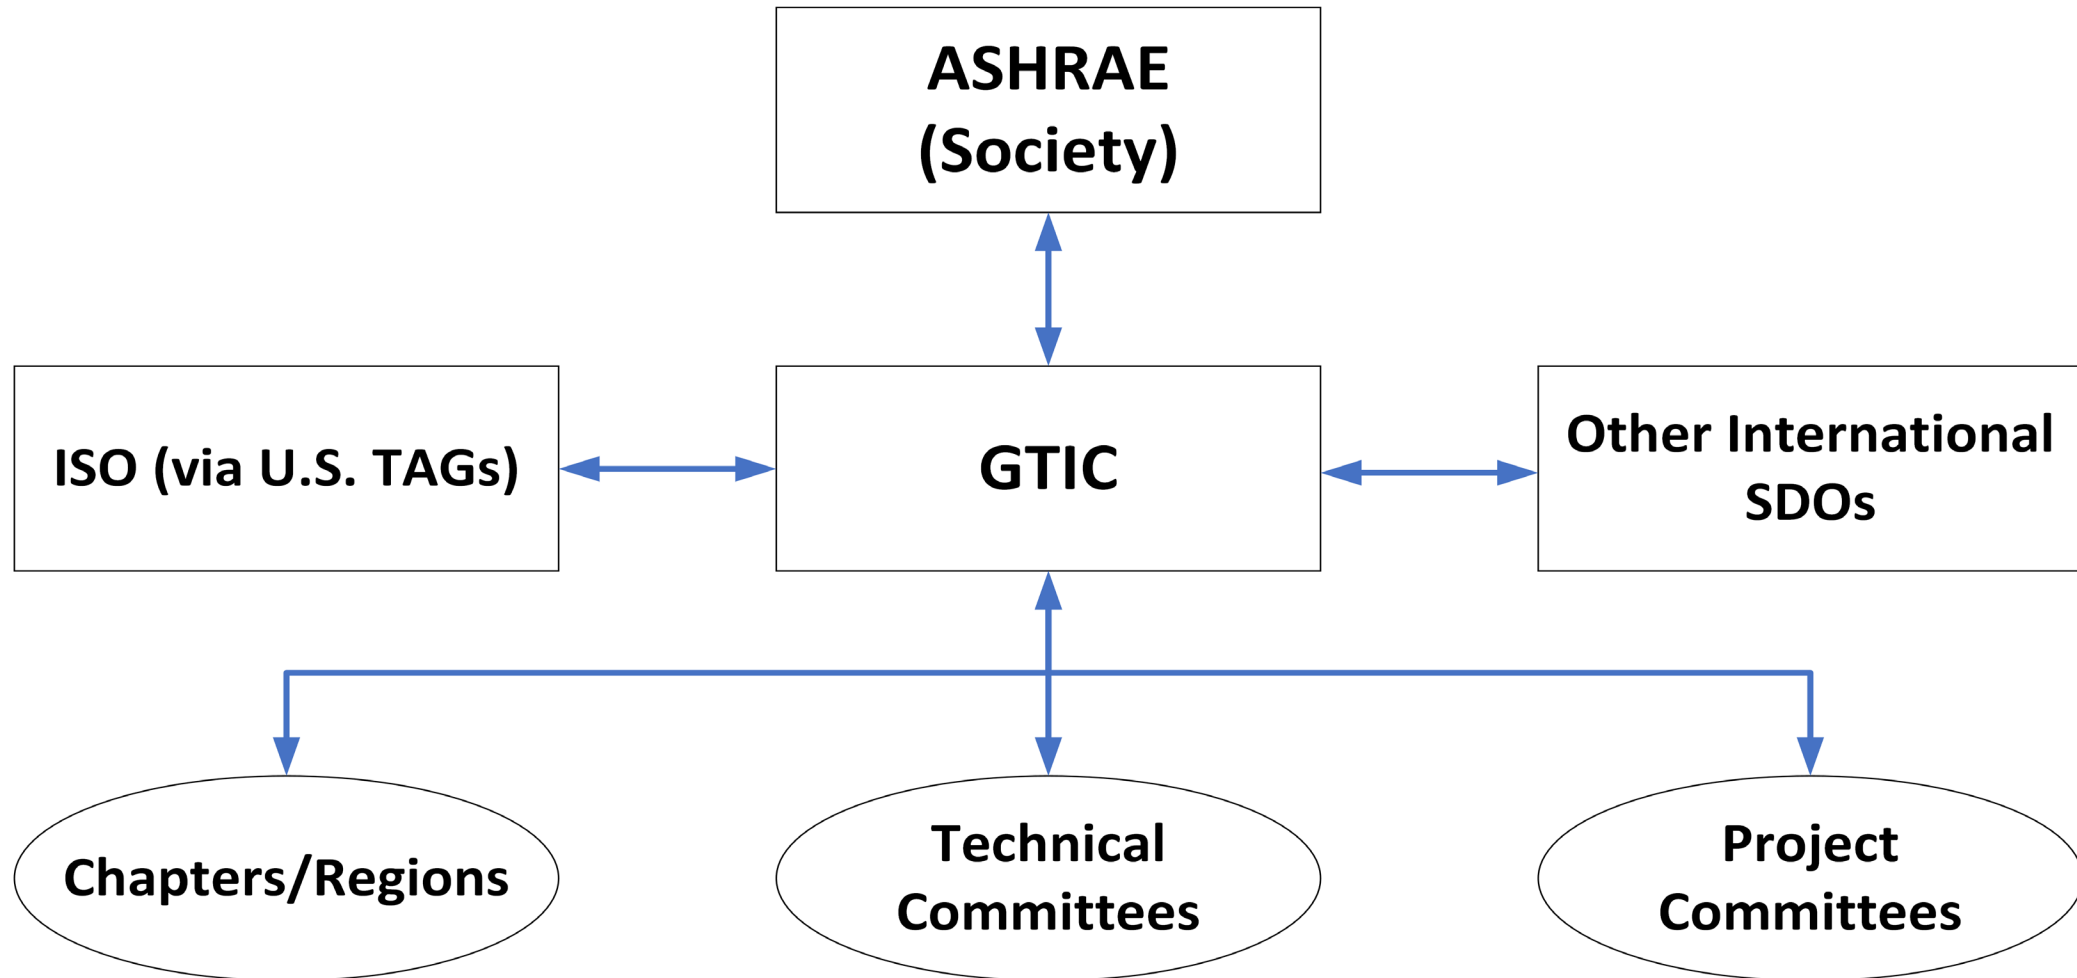 ASHRAE
(Society)
ISO (via U.S. TAGs)
GTIC
Other International
SDOs
Chapters/Regions
Technical
Committees
Project
Committees